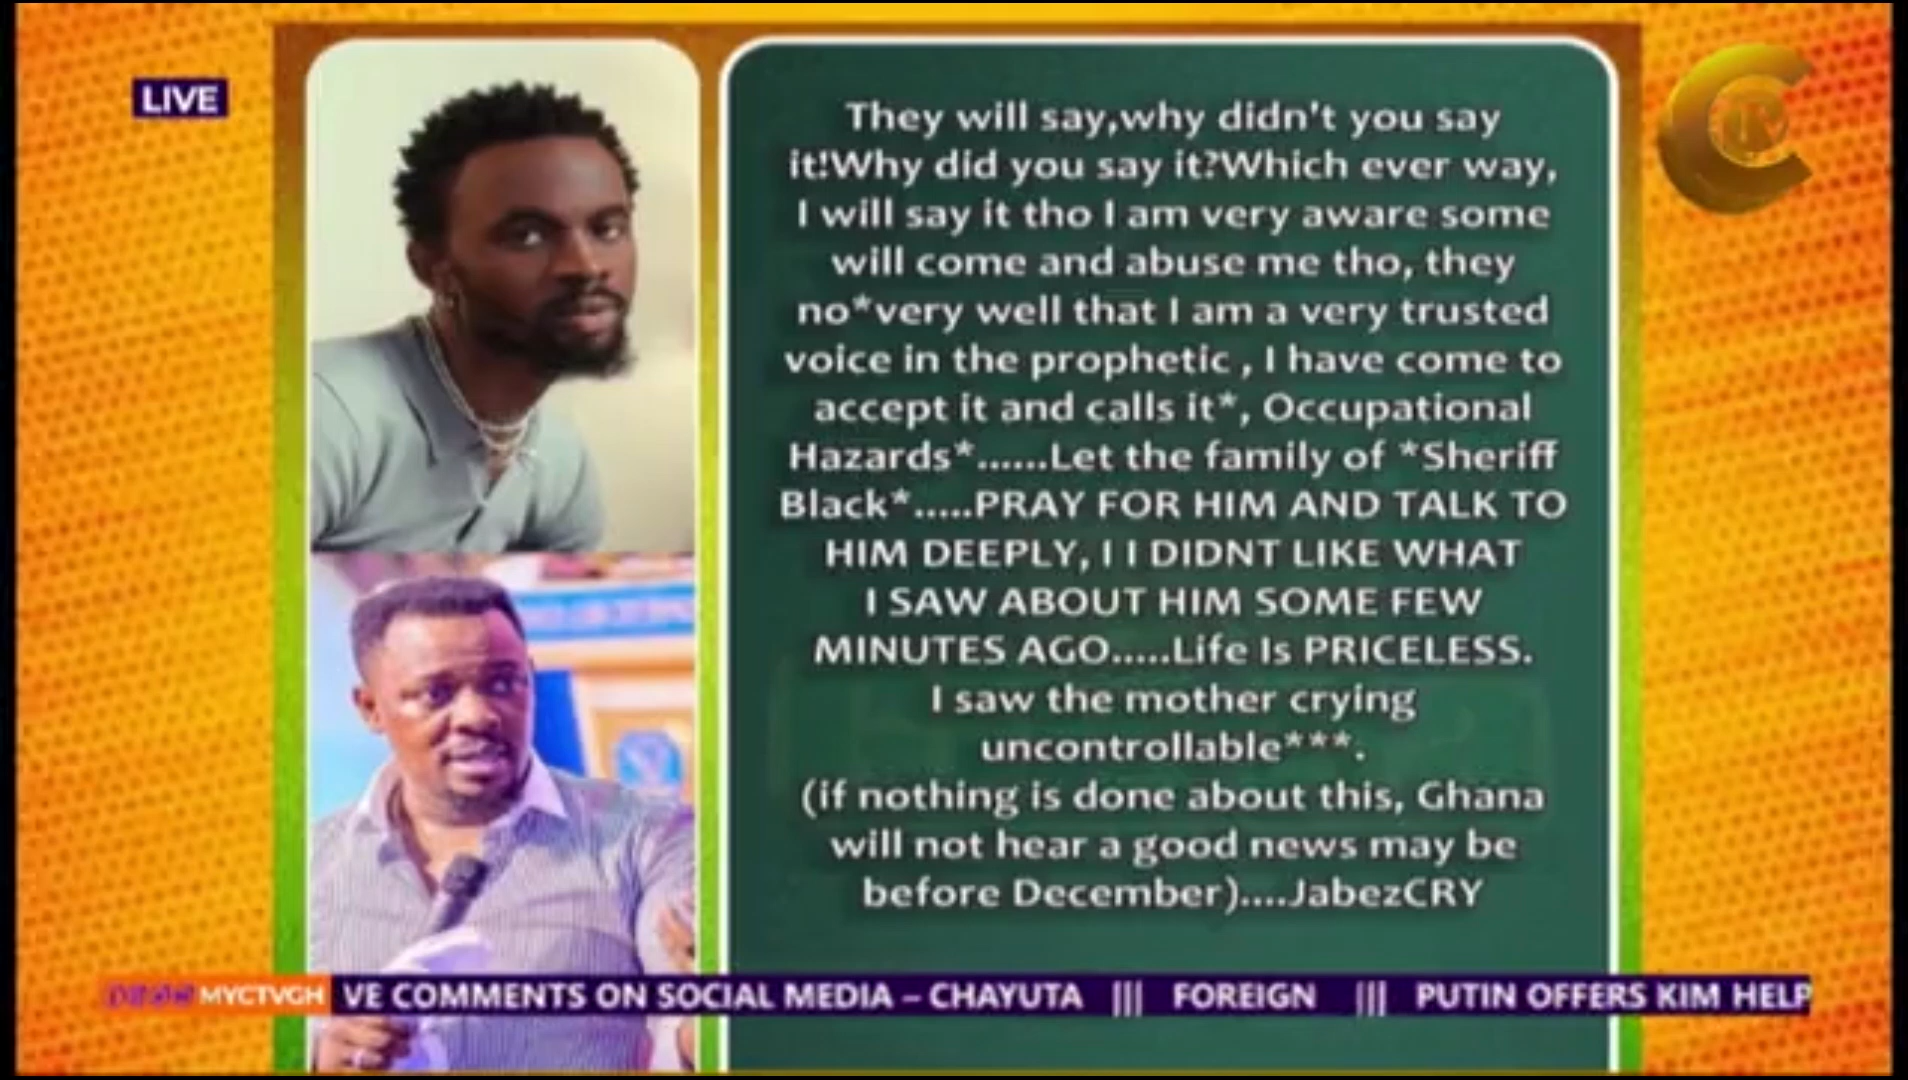 LIVE
They will say,why didn't you say
it!Why did you say it?Which ever way,
I will say it tho I am very aware some
will come and abuse me tho, they
no*very well that I am a very trusted
voice in the prophetic , I have come to
accept it and calls it*, Occupational
Hazards*......Let the family of *Sheriff
Black*.....PRAY FOR HIM AND TALK TO
HIM DEEPLY, I I DIDNT LIKE WHAT
I SAW ABOUT HIM SOME FEW
MINUTES AGO.....Life Is PRICELESS.
I saw the mother crying
uncontrollable***.
(if nothing is done about this, Ghana
will not hear a good news may be
before December)....JabezCRY
MYCTVGH VE COMMENTS ON SOCIAL MEDIA – CHAYUTA ||| FOREIGN ||| PUTIN OFFERS KIM HELP